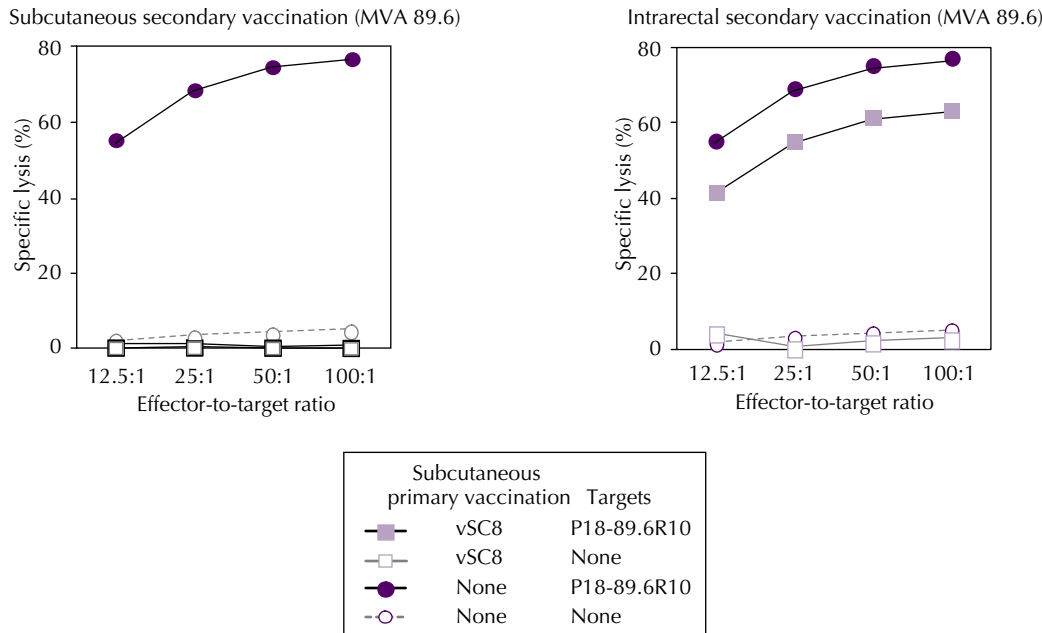 Subcutaneous secondary vaccination (MVA 89.6)
80
60
40
20
0
Specific lysis (%)
12.5:1 25:1 50:1 100:1
Effector-to-target ratio
Intrarectal secondary vaccination (MVA 89.6)
80
60
40
20
0
Specific lysis (%)
12.5:1 25:1 50:1 100:1
Effector-to-target ratio
Subcutaneous
primary vaccination Targets
vSC8 P18-89.6R10
vSC8 None
None P18-89.6R10
None None